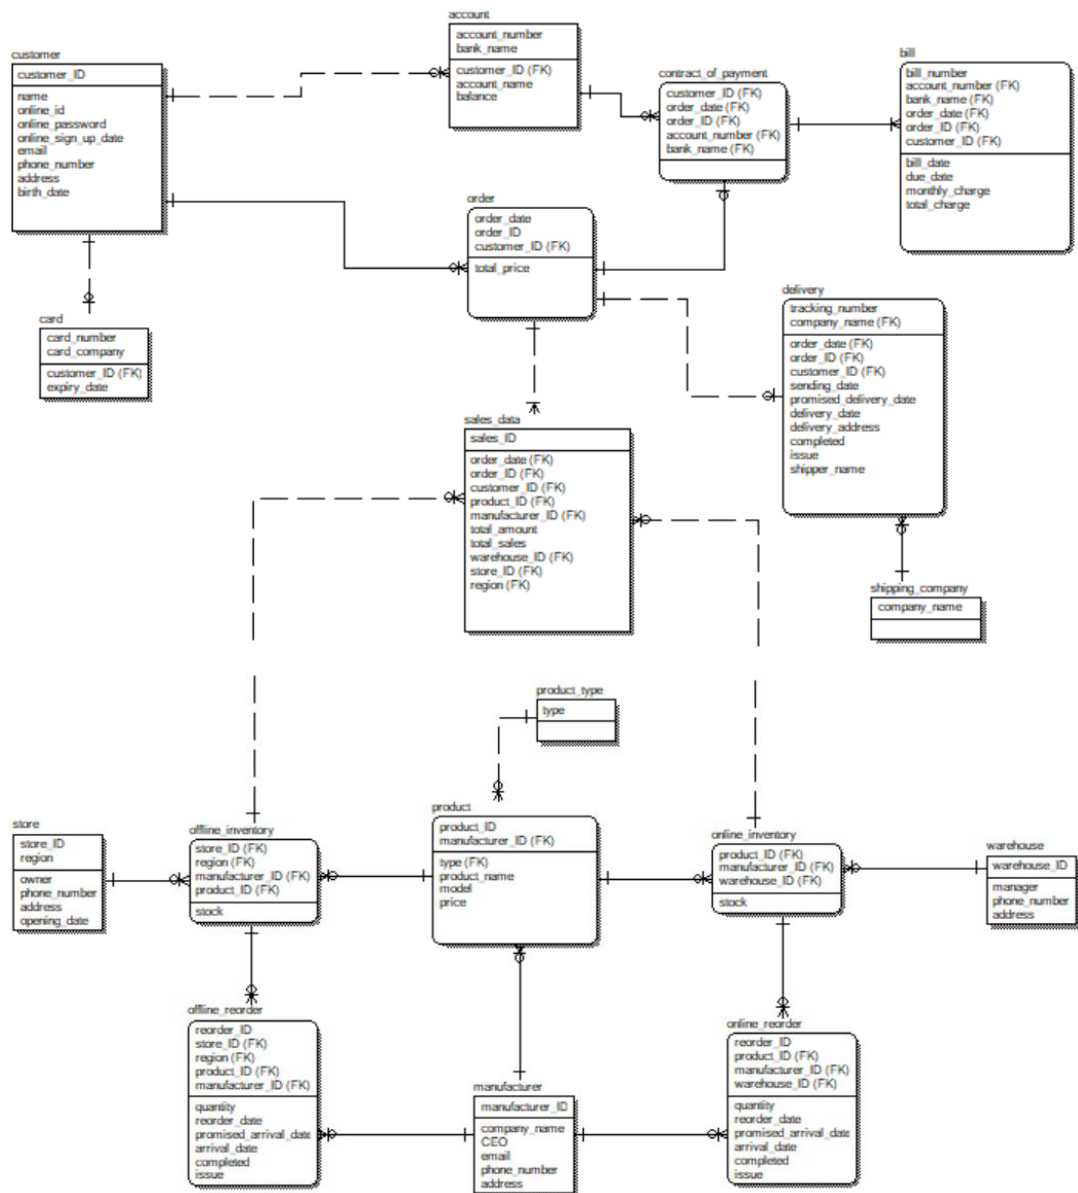 account
account_number
bank_name
customer_ID (FK)
account_name
balance
customer
customer_ID
name
online_id
online_password
online_sign_up_date
email
phone_number
address
birth_date
contract_of_payment
customer_ID (FK)
order_date (FK)
order_ID (FK)
account_number (FK)
bank_name (FK)
bill
bill_number
account_number (FK)
bank_name (FK)
order_date (FK)
order_ID (FK)
customer_ID (FK)
bill_date
due_date
monthly_charge
total_charge
order
order_date
order_ID
customer_ID (FK)
total_price
card
card_number
card_company
customer_ID (FK)
expiry_date
delivery
tracking_number
company_name (FK)
order_date (FK)
order_ID (FK)
customer_ID (FK)
sending_date
promised_delivery_date
delivery_date
delivery_address
completed
issue
shipper_name
sales_data
sales_ID
order_date (FK)
order_ID (FK)
customer_ID (FK)
product_ID (FK)
manufacturer_ID (FK)
total_amount
total_sales
warehouse_ID (FK)
store_ID (FK)
region (FK)
shipping_company
company_name
product_type
type
store
store_ID
region
owner
phone_number
address
opening_date
offline_inventory
store_ID (FK)
region (FK)
manufacturer_ID (FK)
product_ID (FK)
stock
product
product_ID
manufacturer_ID (FK)
type (FK)
product_name
model
price
online_inventory
product_ID (FK)
manufacturer_ID (FK)
warehouse_ID (FK)
stock
warehouse
warehouse_ID
manager
phone_number
address
offline_reorder
reorder_ID
store_ID (FK)
region (FK)
product_ID (FK)
manufacturer_ID (FK)
quantity
reorder_date
promised_arrival_date
arrival_date
completed
issue
manufacturer
manufacturer_ID
company_name
CEO
email
phone_number
address
online_reorder
reorder_ID
product_ID (FK)
manufacturer_ID (FK)
warehouse_ID (FK)
quantity
reorder_date
promised_arrival_date
arrival_date
completed
issue